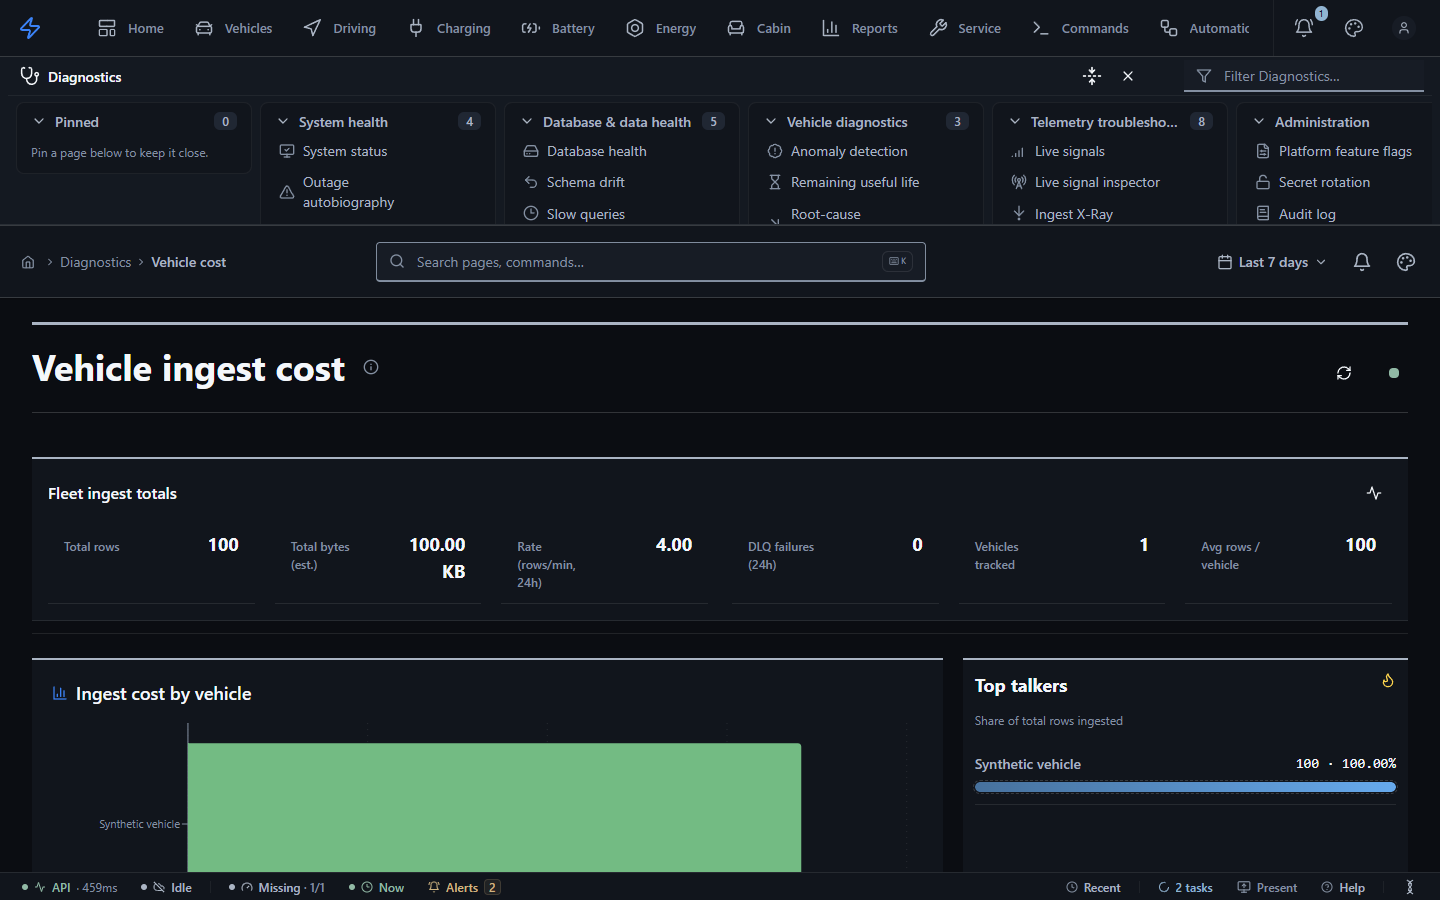 Home
Vehicles
Driving
Charging
Battery
Energy
Cabin
Reports
Service
Commands
Automatic
1
Diagnostics
Filter Diagnostics...
Pinned 0
Pin a page below to keep it close.
System health 4
System status
Outage
autobiography
Database & data health 5
Database health
Schema drift
Slow queries
Vehicle diagnostics 3
Anomaly detection
Remaining useful life
Root-cause
Telemetry troublesho... 8
Live signals
Live signal inspector
Ingest X-Ray
Administration
Platform feature flags
Secret rotation
Audit log
Diagnostics
Vehicle cost
Search pages, commands...
K
Last 7 days
Vehicle ingest cost
Fleet ingest totals
Total rows
100
Total bytes
(est.)
100.00
KB
Rate
(rows/min,
24h)
4.00
DLQ failures
(24h)
0
Vehicles
tracked
1
Avg rows /
vehicle
100
Ingest cost by vehicle
Synthetic vehicle
Top talkers
Share of total rows ingested
Synthetic vehicle
100 · 100.00%
API · 459ms
Idle
Missing · 1/1
Now
Alerts 2
Recent
2 tasks
Present
Help